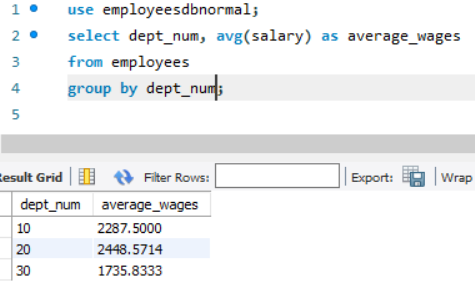 1 use employeesdbnormal;
2 select dept_num, avg(salary) as average_wages
3 from employees
4 group by dept_num;
5
Result Grid Filter Rows: Export: Wrap
dept_num average_wages
10 2287.5000
20 2448.5714
30 1735.8333